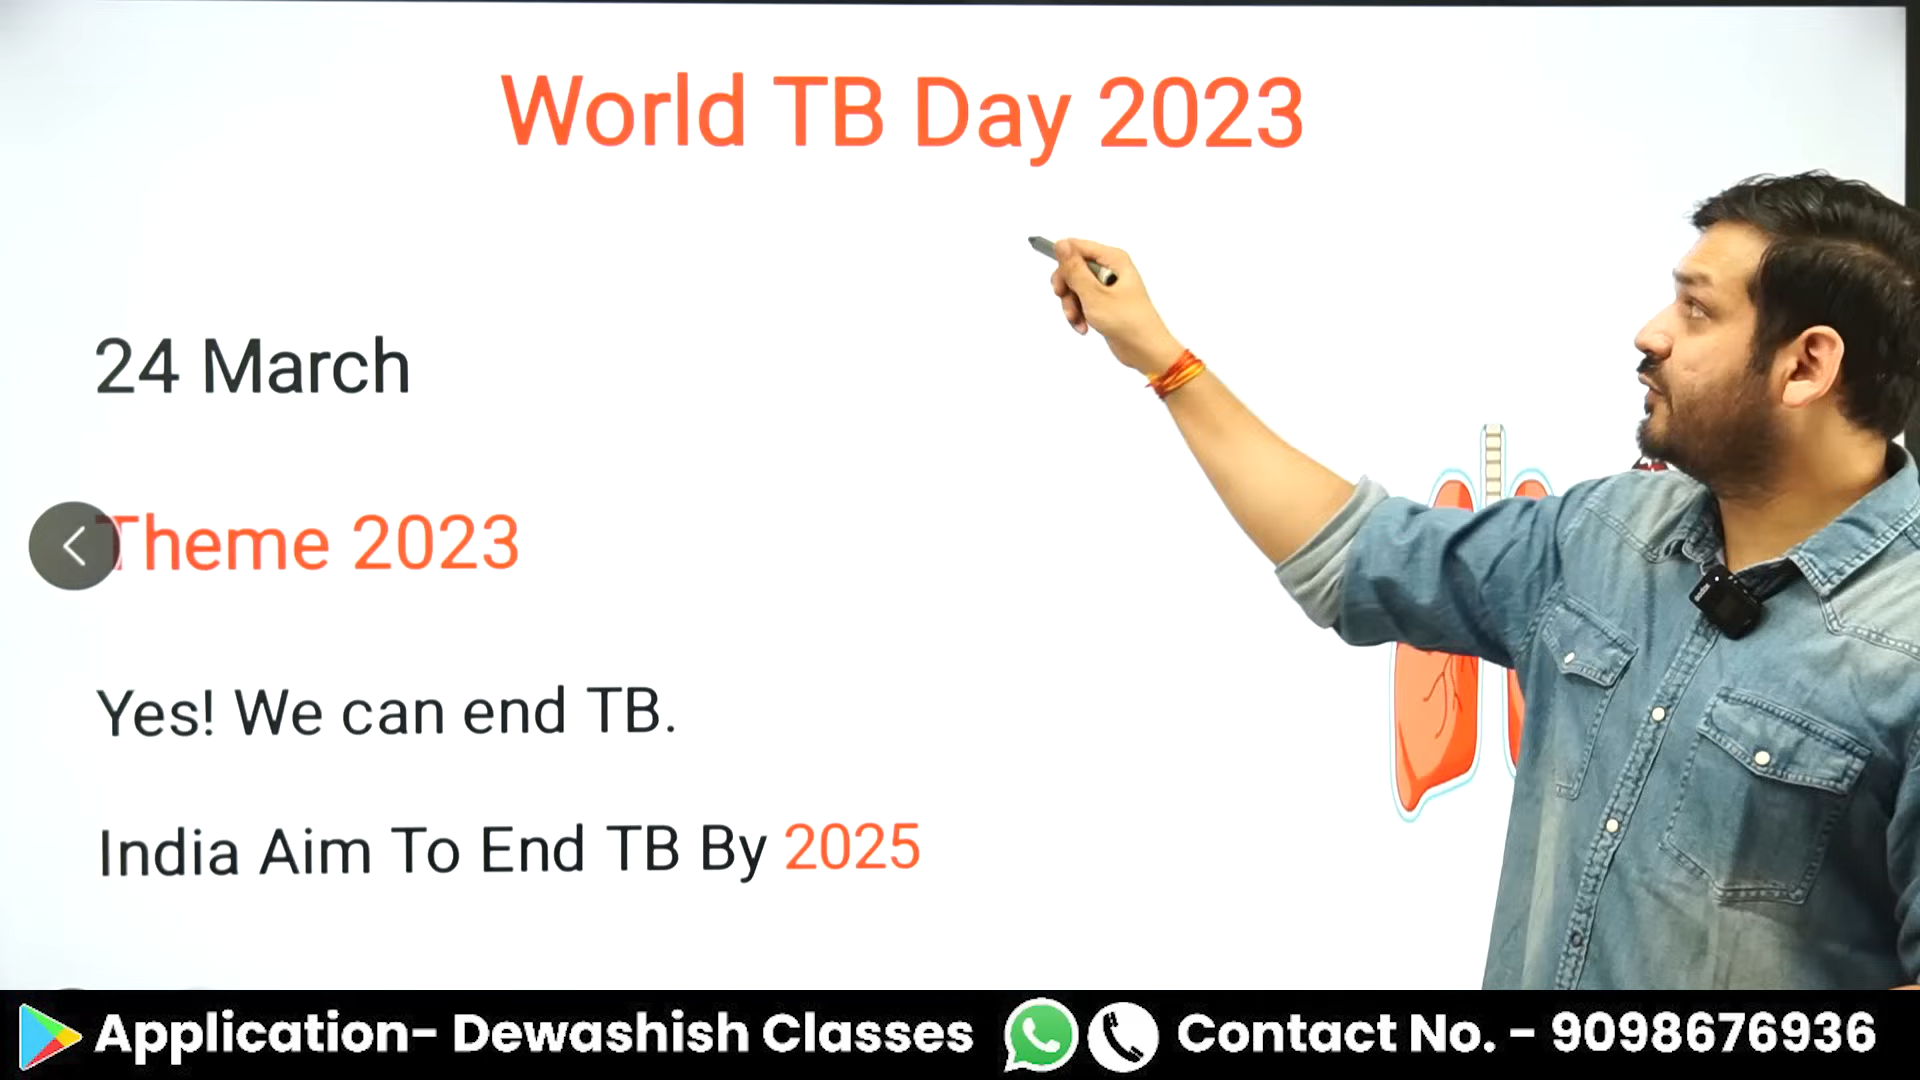 World TB Day 2023
24 March
Theme 2023
Yes! We can end TB.
India Aim To End TB By 2025
Application- Dewashish Classes Contact No. - 9098676936